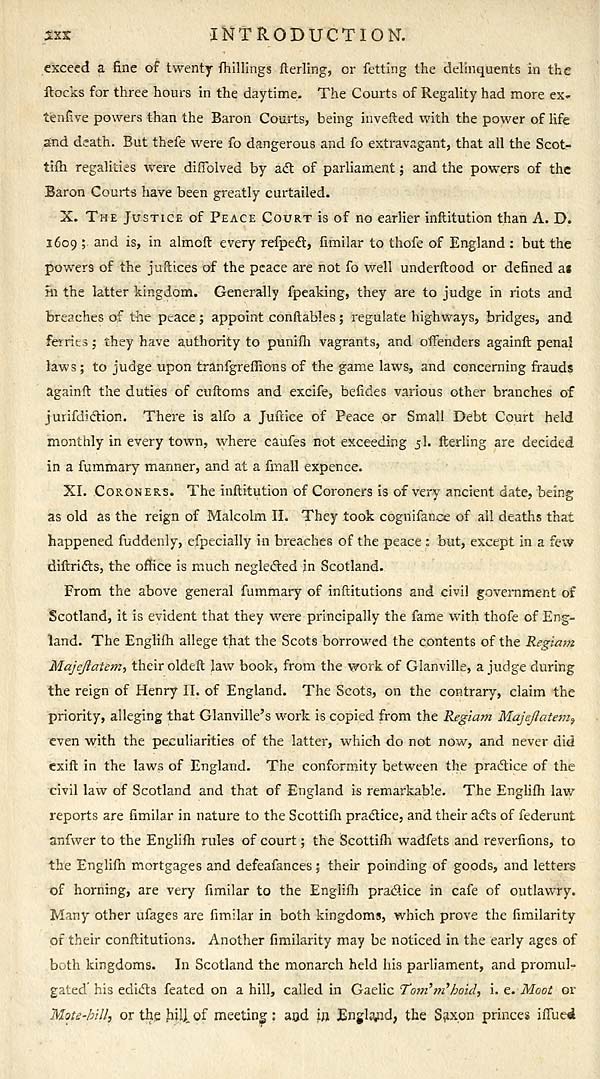 xxx INTRODUCTION.
exceed a fine of twenty ſhillings ſterling, or ſetting the delinquents in the
ſtocks for three hours in the daytime. The Courts of Regality had more ex-
tenſive powers than the Baron Courts, being inveſted with the power of life
and death. But theſe were ſo dangerous and ſo extravagant, that all the Scot-
tiſh regalities were diſſolved by act of parliament; and the powers of the
Baron Courts have been greatly curtailed.
X. THE JUSTICE of PEACE COURT is of no earlier inſtitution than A. D.
1609; and is, in almoſt every reſpect, ſimilar to thoſe of England: but the
powers of the juſtices of the peace are not ſo well underſtood or defined as
in the latter kingdom. Generally ſpeaking, they are to judge in riots and
breaches of the peace; appoint conſtables; regulate highways, bridges, and
ferries; they have authority to puniſh vagrants, and offenders againſt penal
laws; to judge upon tranſgreſſions of the game laws, and concerning frauds
againſt the duties of cuſtoms and exciſe, beſides various other branches of
juriſdiction. There is alſo a Juſtice of Peace or Small Debt Court held
monthly in every town, where cauſes not exceeding 5l. ſterling are decided
in a ſummary manner, and at a ſmall expence.
XI. CORONERS. The inſtitution of Coroners is of very ancient date, being
as old as the reign of Malcolm II. They took cogniſance of all deaths that
happened ſuddenly, eſpecially in breaches of the peace: but, except in a few
diſtricts, the office is much neglected in Scotland.
From the above general ſummary of inſtitutions and civil government of
Scotland, it is evident that they were principally the ſame with thoſe of Eng-
land. The Engliſh allege that the Scots borrowed the contents of the Regiam
Majeſtatem, their oldeſt law book, from the work of Glanville, a judge during
the reign of Henry II. of England. The Scots, on the contrary, claim the
priority, alleging that Glanville's work is copied from the Regiam Majeſtatem,
even with the peculiarities of the latter, which do not now, and never did
exiſt in the laws of England. The conformity between the practice of the
civil law of Scotland and that of England is remarkable. The Engliſh law
reports are ſimilar in nature to the Scottiſh practice, and their acts of ſederunt
anſwer to the Engliſh rules of court; the Scottiſh wadſets and reverſions, to
the Engliſh mortgages and defeaſances; their poinding of goods, and letters
of horning, are very ſimilar to the Engliſh practice in caſe of outlawry.
Many other uſages are ſimilar in both kingdoms, which prove the ſimilarity
of their conſtitutions. Another ſimilarity may be noticed in the early ages of
both kingdoms. In Scotland the monarch held his parliament, and promul-
gated his edicts ſeated on a hill, called in Gaelic Tom'm'hoid, i. e. Moot or
Mote-hill, or the hill of meeting: and in England, the Saxon princes iſſued